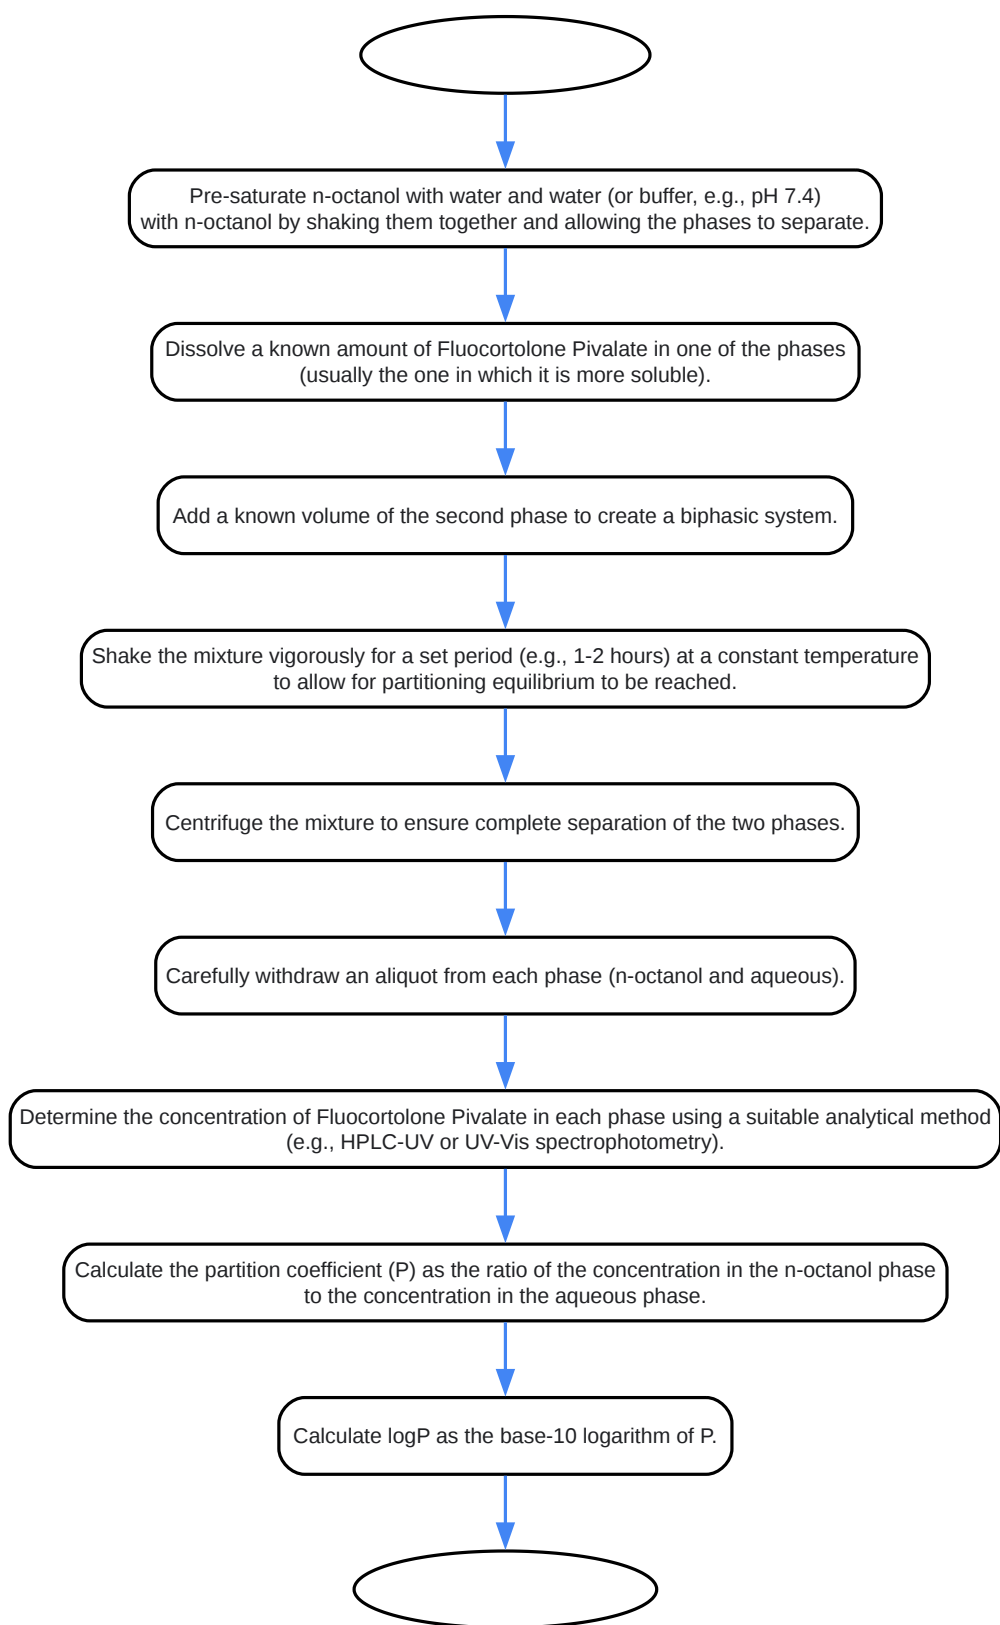 Pre-saturate n-octanol with water and water (or buffer, e.g., pH 7.4)
with n-octanol by shaking them together and allowing the phases to separate.
Dissolve a known amount of Fluocortolone Pivalate in one of the phases
(usually the one in which it is more soluble).
Add a known volume of the second phase to create a biphasic system.
Shake the mixture vigorously for a set period (e.g., 1-2 hours) at a constant temperature
to allow for partitioning equilibrium to be reached.
Centrifuge the mixture to ensure complete separation of the two phases.
Carefully withdraw an aliquot from each phase (n-octanol and aqueous).
Determine the concentration of Fluocortolone Pivalate in each phase using a suitable analytical method
(e.g., HPLC-UV or UV-Vis spectrophotometry).
Calculate the partition coefficient (P) as the ratio of the concentration in the n-octanol phase
to the concentration in the aqueous phase.
Calculate logP as the base-10 logarithm of P.